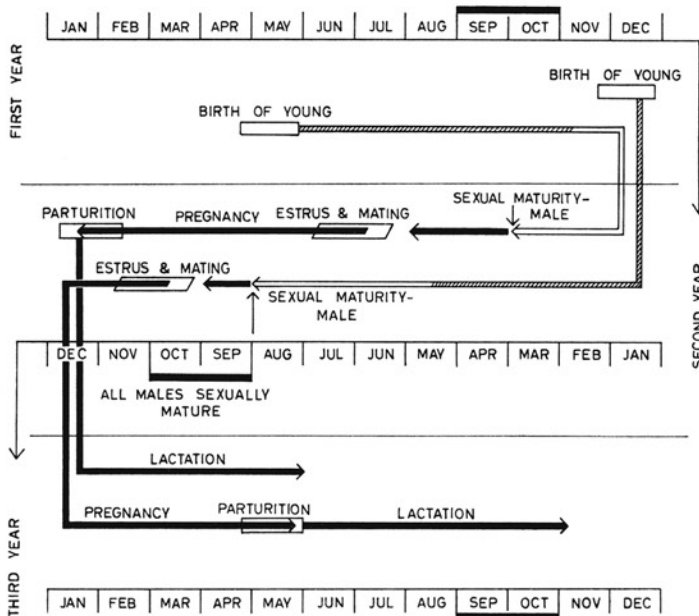 JAN FEB MAR APR MAY JUN JUL AUG SEP OCT NOV DEC
FIRST YEAR
BIRTH OF YOUNG
BIRTH OF YOUNG
SEXUAL MATURITY-
MALE
PARTURITION PREGNANCY ESTRUS & MATING
ESTRUS & MATING
SEXUAL MATURITY-
MALE
SECOND YEAR
DEC NOV OCT SEP AUG JUL JUN MAY APR MAR FEB JAN
ALL MALES SEXUALLY
MATURE
LACTATION
PREGNANCY PARTURITION LACTATION
THIRD YEAR
JAN FEB MAR APR MAY JUN JUL AUG SEP OCT NOV DEC